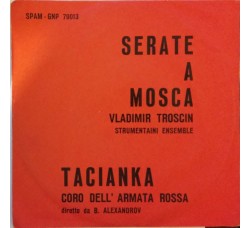 SPAM - GNP 79013
SERATE
A
MOSCA
VLADIMIR TROSCIN
STRUMENTAINI ENSEMBLE
TACIANKA
CORO DELL' ARMATA ROSSA
diretto da B. ALEXANDROV